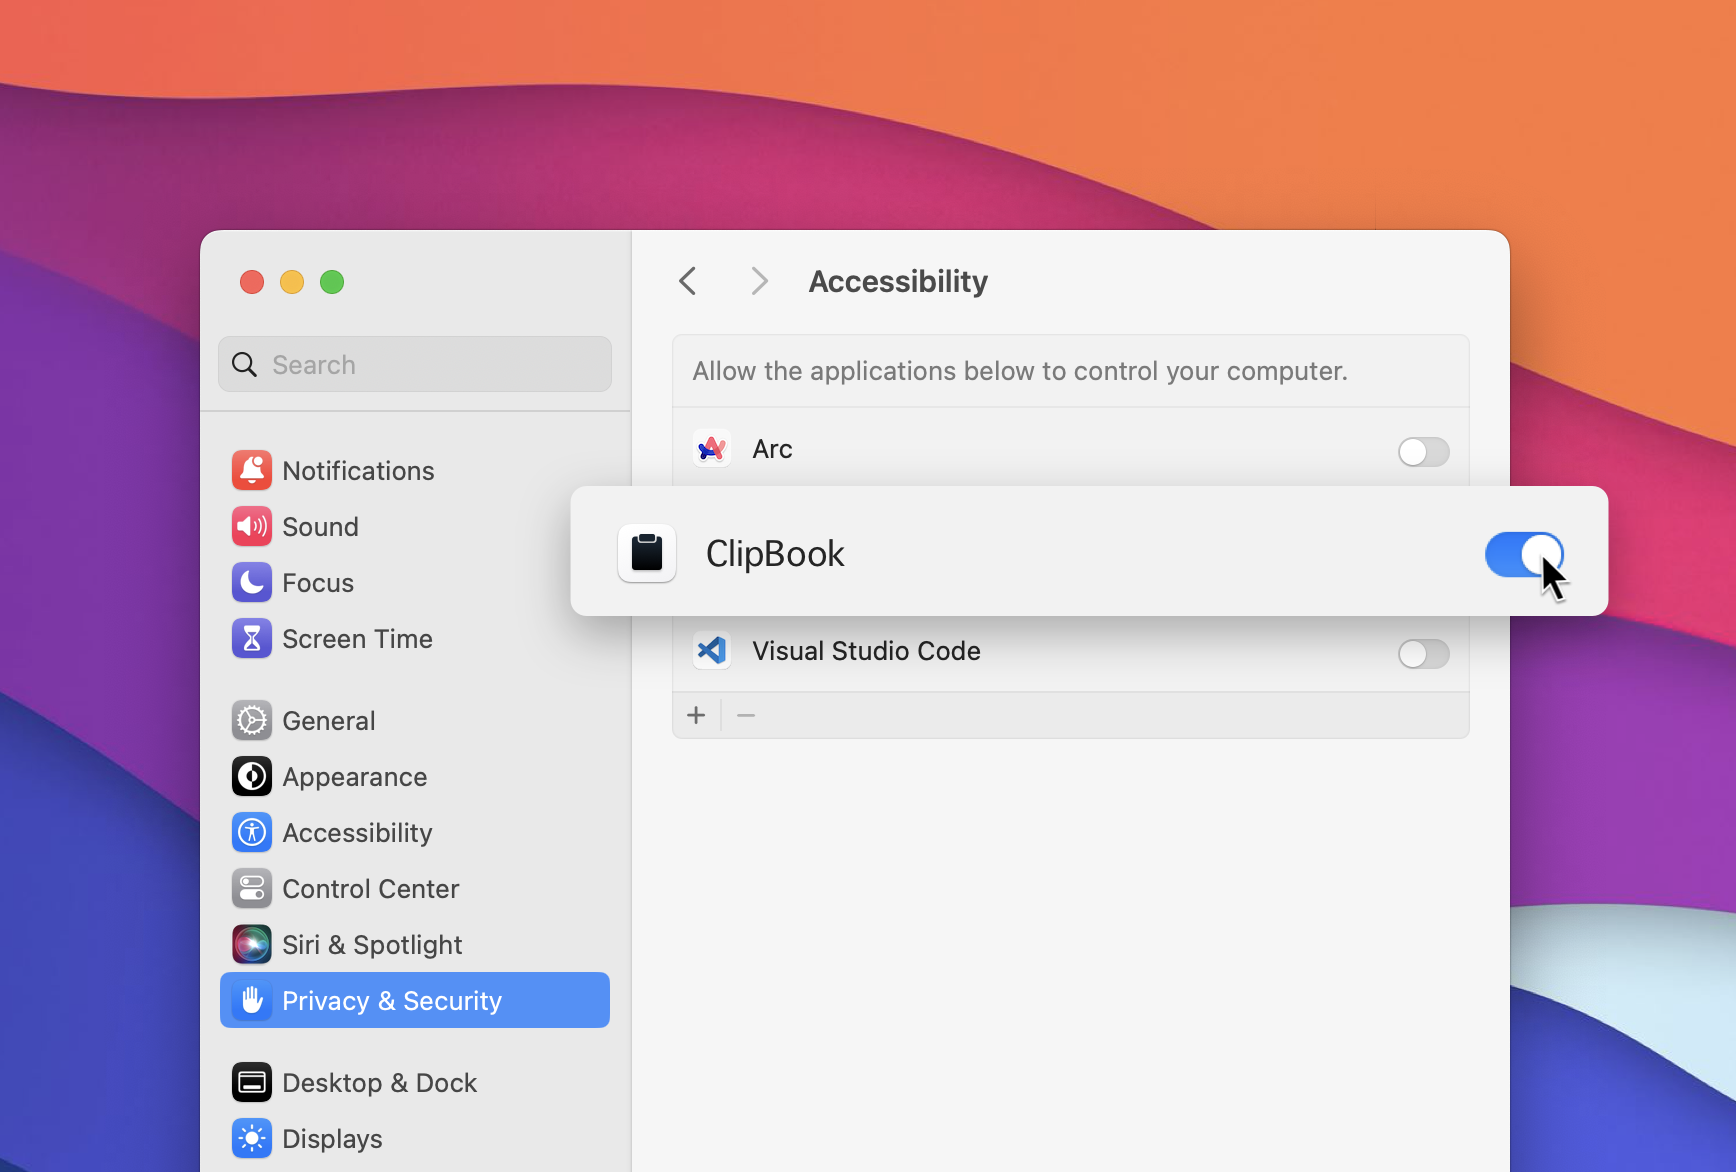 Search
Notifications
Sound
Focus
Screen Time
General
Appearance
Accessibility
Control Center
Siri & Spotlight
Privacy & Security
Desktop & Dock
Displays
Accessibility
Allow the applications below to control your computer.
Arc
ClipBook
Visual Studio Code